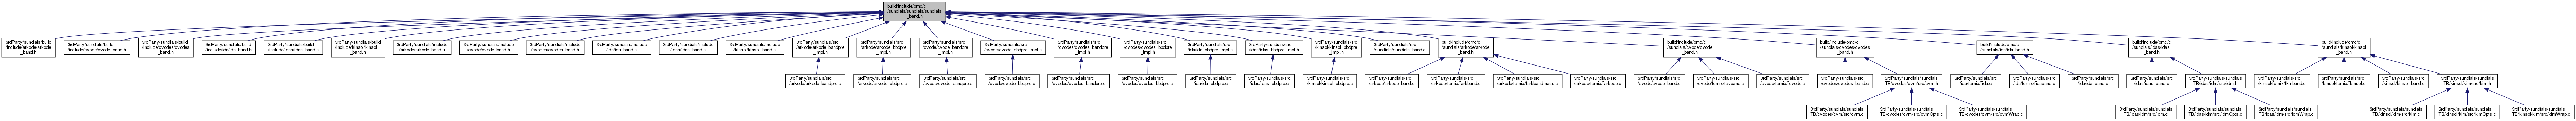 build/include/omc/c
/sundials/sundials/sundials
_band.h
3rdParty/sundials/build
/include/arkode/arkode
_band.h
3rdParty/sundials/build
/include/cvode/cvode_band.h
3rdParty/sundials/build
/include/cvodes/cvodes
_band.h
3rdParty/sundials/build
/include/ida/ida_band.h
3rdParty/sundials/build
/include/idas/idas_band.h
3rdParty/sundials/build
/include/kinsol/kinsol
_band.h
3rdParty/sundials/include
/arkode/arkode_band.h
3rdParty/sundials/include
/cvode/cvode_band.h
3rdParty/sundials/include
/cvodes/cvodes_band.h
3rdParty/sundials/include
/ida/ida_band.h
3rdParty/sundials/include
/idas/idas_band.h
3rdParty/sundials/include
/kinsol/kinsol_band.h
3rdParty/sundials/src
/arkode/arkode_bandpre
_impl.h
3rdParty/sundials/src
/arkode/arkode_bbdpre
_impl.h
3rdParty/sundials/src
/cvode/cvode_bandpre
_impl.h
3rdParty/sundials/src
/cvode/cvode_bbdpre_impl.h
3rdParty/sundials/src
/cvodes/cvodes_bandpre
_impl.h
3rdParty/sundials/src
/cvodes/cvodes_bbdpre
_impl.h
3rdParty/sundials/src
/ida/ida_bbdpre_impl.h
3rdParty/sundials/src
/idas/idas_bbdpre_impl.h
3rdParty/sundials/src
/kinsol/kinsol_bbdpre
_impl.h
3rdParty/sundials/src
/sundials/sundials_band.c
build/include/omc/c
/sundials/arkode/arkode
_band.h
build/include/omc/c
/sundials/cvode/cvode
_band.h
build/include/omc/c
/sundials/cvodes/cvodes
_band.h
build/include/omc/c
/sundials/ida/ida_band.h
build/include/omc/c
/sundials/idas/idas
_band.h
build/include/omc/c
/sundials/kinsol/kinsol
_band.h
3rdParty/sundials/src
/arkode/arkode_bandpre.c
3rdParty/sundials/src
/arkode/arkode_bbdpre.c
3rdParty/sundials/src
/cvode/cvode_bandpre.c
3rdParty/sundials/src
/cvode/cvode_bbdpre.c
3rdParty/sundials/src
/cvodes/cvodes_bandpre.c
3rdParty/sundials/src
/cvodes/cvodes_bbdpre.c
3rdParty/sundials/src
/ida/ida_bbdpre.c
3rdParty/sundials/src
/idas/idas_bbdpre.c
3rdParty/sundials/src
/kinsol/kinsol_bbdpre.c
3rdParty/sundials/src
/arkode/arkode_band.c
3rdParty/sundials/src
/arkode/fcmix/farkband.c
3rdParty/sundials/src
/arkode/fcmix/farkbandmass.c
3rdParty/sundials/src
/arkode/fcmix/farkode.c
3rdParty/sundials/src
/cvode/cvode_band.c
3rdParty/sundials/src
/cvode/fcmix/fcvband.c
3rdParty/sundials/src
/cvode/fcmix/fcvode.c
3rdParty/sundials/src
/cvodes/cvodes_band.c
3rdParty/sundials/sundials
TB/cvodes/cvm/src/cvm.h
3rdParty/sundials/src
/ida/fcmix/fida.c
3rdParty/sundials/src
/ida/fcmix/fidaband.c
3rdParty/sundials/src
/ida/ida_band.c
3rdParty/sundials/src
/idas/idas_band.c
3rdParty/sundials/sundials
TB/idas/idm/src/idm.h
3rdParty/sundials/src
/kinsol/fcmix/fkinband.c
3rdParty/sundials/src
/kinsol/fcmix/fkinsol.c
3rdParty/sundials/src
/kinsol/kinsol_band.c
3rdParty/sundials/sundials
TB/kinsol/kim/src/kim.h
3rdParty/sundials/sundials
TB/cvodes/cvm/src/cvm.c
3rdParty/sundials/sundials
TB/cvodes/cvm/src/cvmOpts.c
3rdParty/sundials/sundials
TB/cvodes/cvm/src/cvmWrap.c
3rdParty/sundials/sundials
TB/idas/idm/src/idm.c
3rdParty/sundials/sundials
TB/idas/idm/src/idmOpts.c
3rdParty/sundials/sundials
TB/idas/idm/src/idmWrap.c
3rdParty/sundials/sundials
TB/kinsol/kim/src/kim.c
3rdParty/sundials/sundials
TB/kinsol/kim/src/kimOpts.c
3rdParty/sundials/sundials
TB/kinsol/kim/src/kimWrap.c